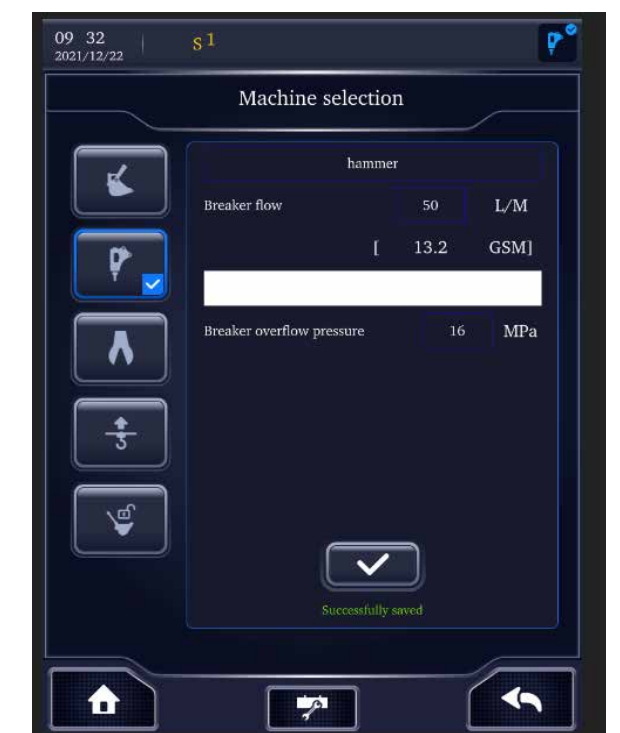 09 32
2021/12/22
S 1
Machine selection
hammer
Breaker flow 50 L/M
[ 13.2 GSM]
Breaker overflow pressure 16 MPa
Successfully saved